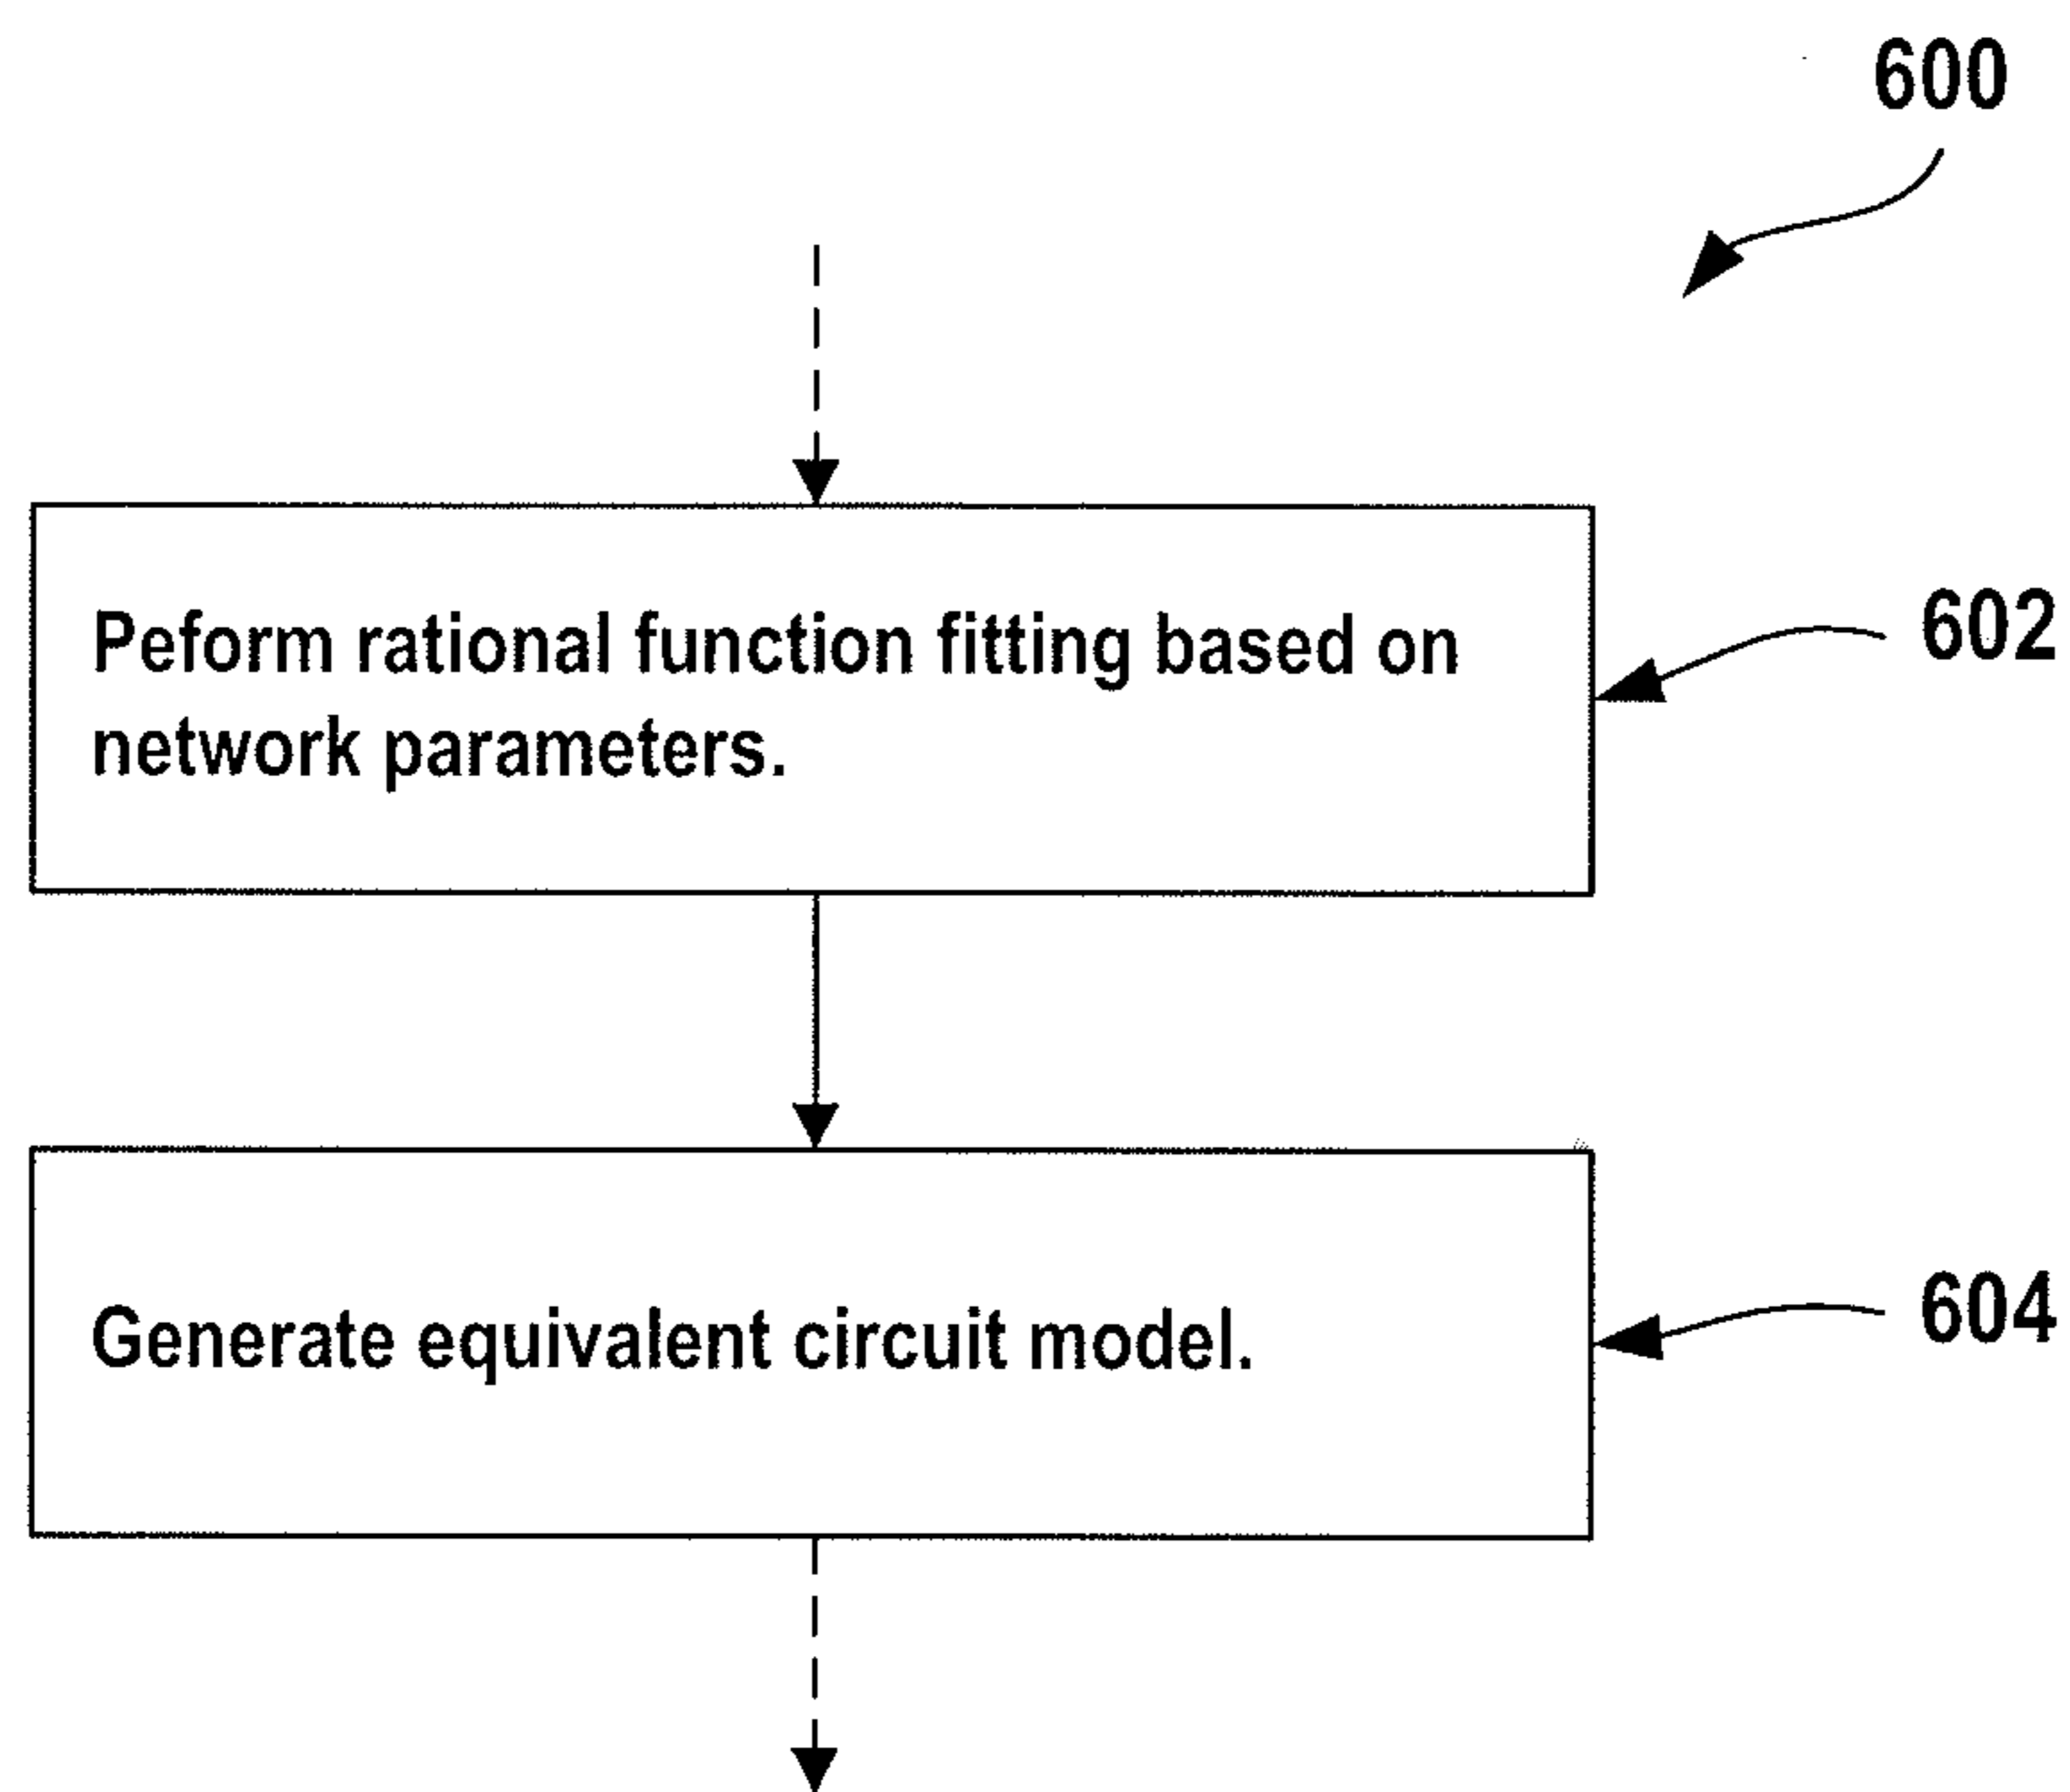 600
Peform rational function fitting based on
network parameters.
602
Generate equivalent circuit model.
604